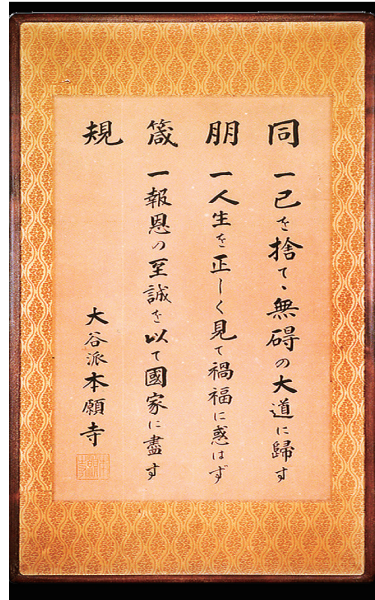 同朋箴規
一己を捨て、無碍の大道に歸す
一人生を正しく見て禍福に惑はず
一報恩の至誠を以て國家に盡す
大谷派本願寺